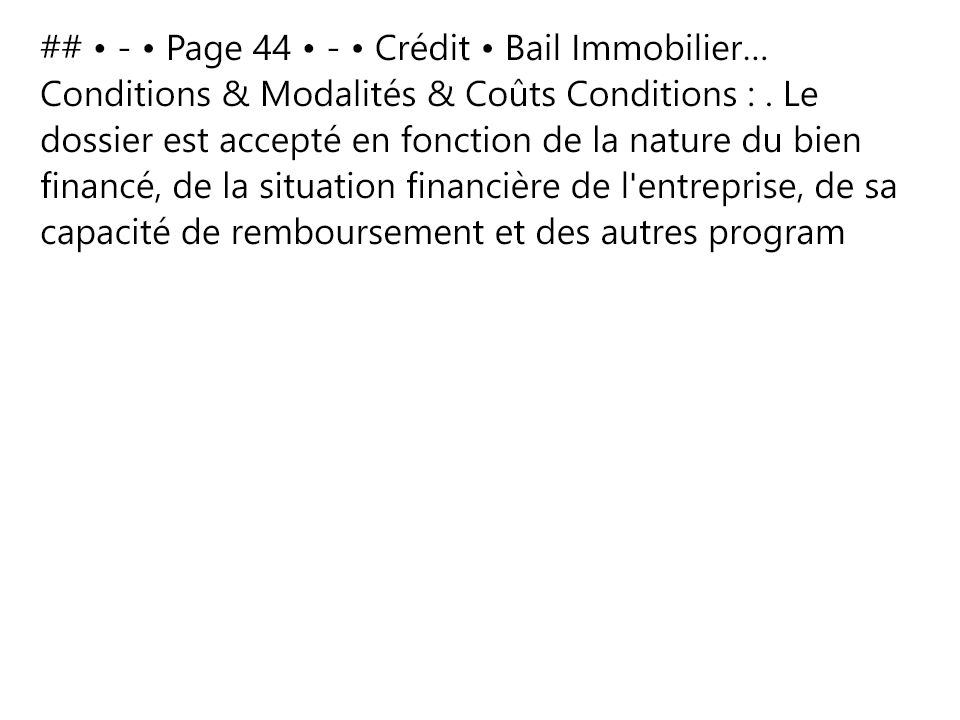 ## • - • Page 44 • - • Crédit • Bail Immobilier...
Conditions & Modalités & Coûts Conditions : . Le
dossier est accepté en fonction de la nature du bien
financé, de la situation financière de l'entreprise, de sa
capacité de remboursement et des autres program